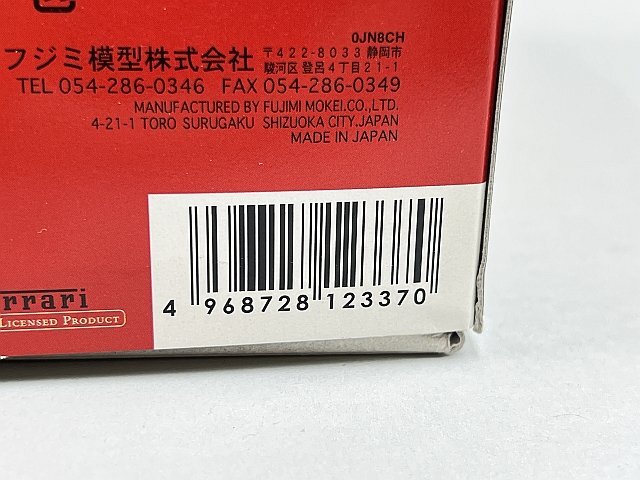 0JN8CH
フジミ模型株式会社 〒422-8033 静岡市
駿河区 登呂4丁目21-1
TEL 054-286-0346 FAX 054-286-0349
MANUFACTURED BY FUJIMI MOKEI.CO.,LTD.
4-21-1 TORO SURUGAKU SHIZUOKA CITY.JAPAN
MADE IN JAPAN
rrari
LICENSED PRODUCT
4 968728 123370